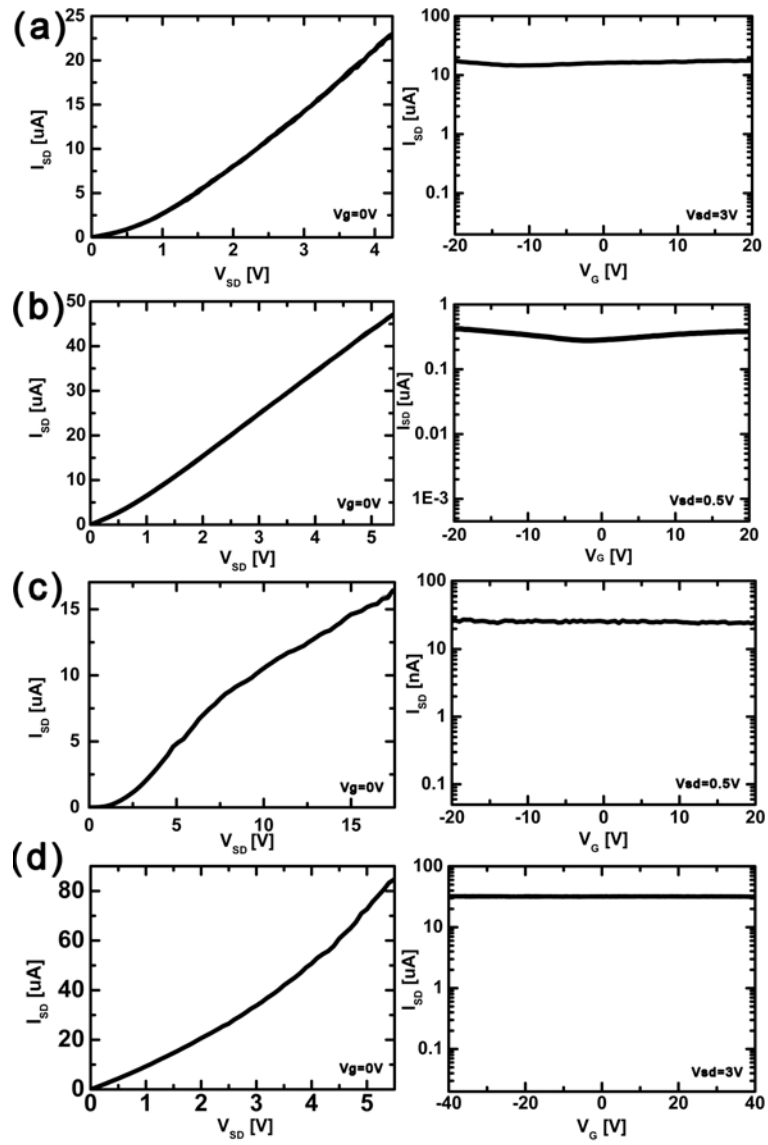 (a)
25
20
15
10
5
0
I_SD [uA]
0 1 2 3 4
V_SD [V]
Vg=0V
100
10
1
0.1
I_SD [uA]
-20 -10 0 10 20
V_G [V]
Vsd=3V
(b)
50
40
30
20
10
0
I_SD [uA]
0 1 2 3 4 5
V_SD [V]
Vg=0V
1
0.1
0.01
1E-3
I_SD [uA]
-20 -10 0 10 20
V_G [V]
Vsd=0.5V
(c)
15
10
5
0
I_SD [uA]
5 10 15
V_SD [V]
Vg=0V
100
10
1
0.1
I_SD [nA]
-20 -10 0 10 20
V_G [V]
Vsd=0.5V
(d)
80
60
40
20
0
I_SD [uA]
0 1 2 3 4 5
V_SD [V]
Vg=0V
100
10
1
0.1
I_SD [uA]
-40 -20 0 20 40
V_G [V]
Vsd=3V